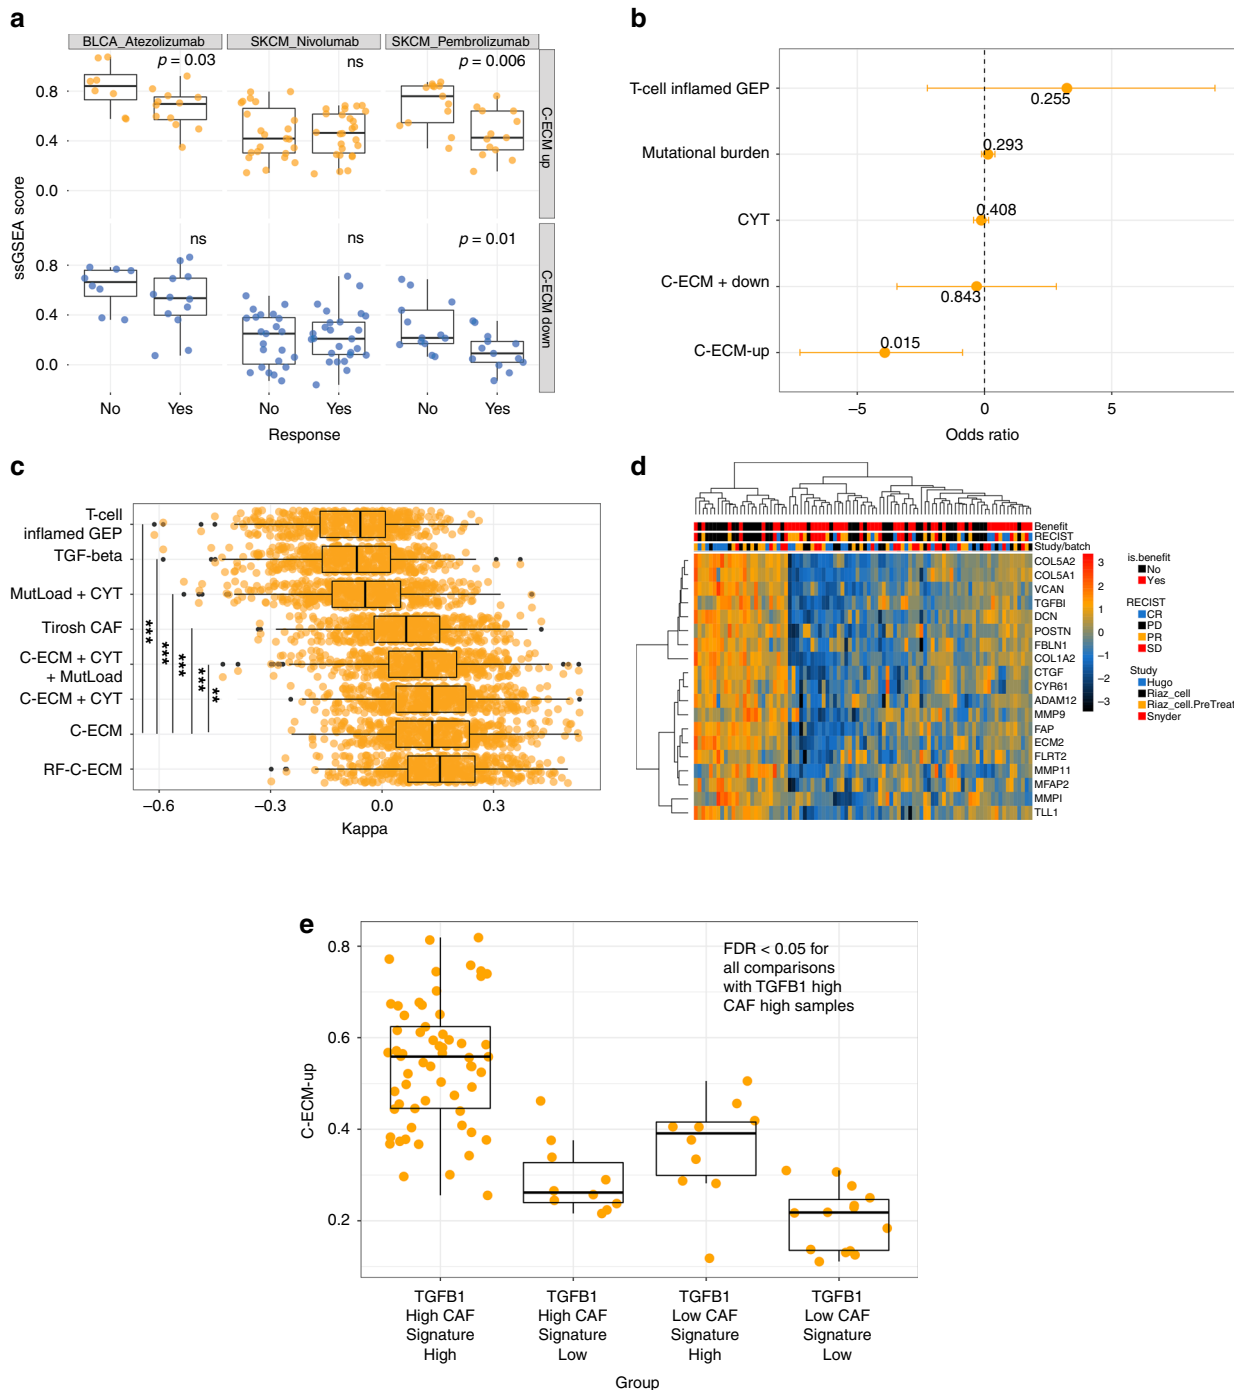 a
BLCA_Atezolizumab
SKCM_Nivolumab
SKCM_Pembrolizumab
p = 0.03
ns
p = 0.006
0.8
0.4
0.0
C-ECM up
ns
ns
p = 0.01
0.8
0.4
0.0
C-ECM down
ssGSEA score
No
Yes
No
Yes
No
Yes
Response
b
T-cell inflamed GEP
0.255
Mutational burden
0.293
CYT
0.408
C-ECM + down
0.843
C-ECM-up
0.015
−5
0
5
Odds ratio
c
T-cell
inflamed GEP
TGF-beta
MutLoad + CYT
Tirosh CAF
C-ECM + CYT
+ MutLoad
C-ECM + CYT
C-ECM
RF-C-ECM
***
***
***
***
**
−0.6
−0.3
0.0
0.3
Kappa
d
Benefit
RECIST
Study/batch
COL5A2
COL5A1
VCAN
TGFBI
DCN
POSTN
FBLN1
COL1A2
CTGF
CYR61
ADAM12
MMP9
FAP
ECM2
FLRT2
MMP11
MFAP2
MMPI
TLL1
3
2
1
0
−1
−2
−3
is.benefit
No
Yes
RECIST
CR
PD
PR
SD
Study
Hugo
Riaz_cell
Riaz_cell.PreTreat
Snyder
e
FDR < 0.05 for
all comparisons
with TGFB1 high
CAF high samples
0.8
0.6
0.4
0.2
C-ECM-up
TGFB1
High CAF
Signature
High
TGFB1
High CAF
Signature
Low
TGFB1
Low CAF
Signature
High
TGFB1
Low CAF
Signature
Low
Group